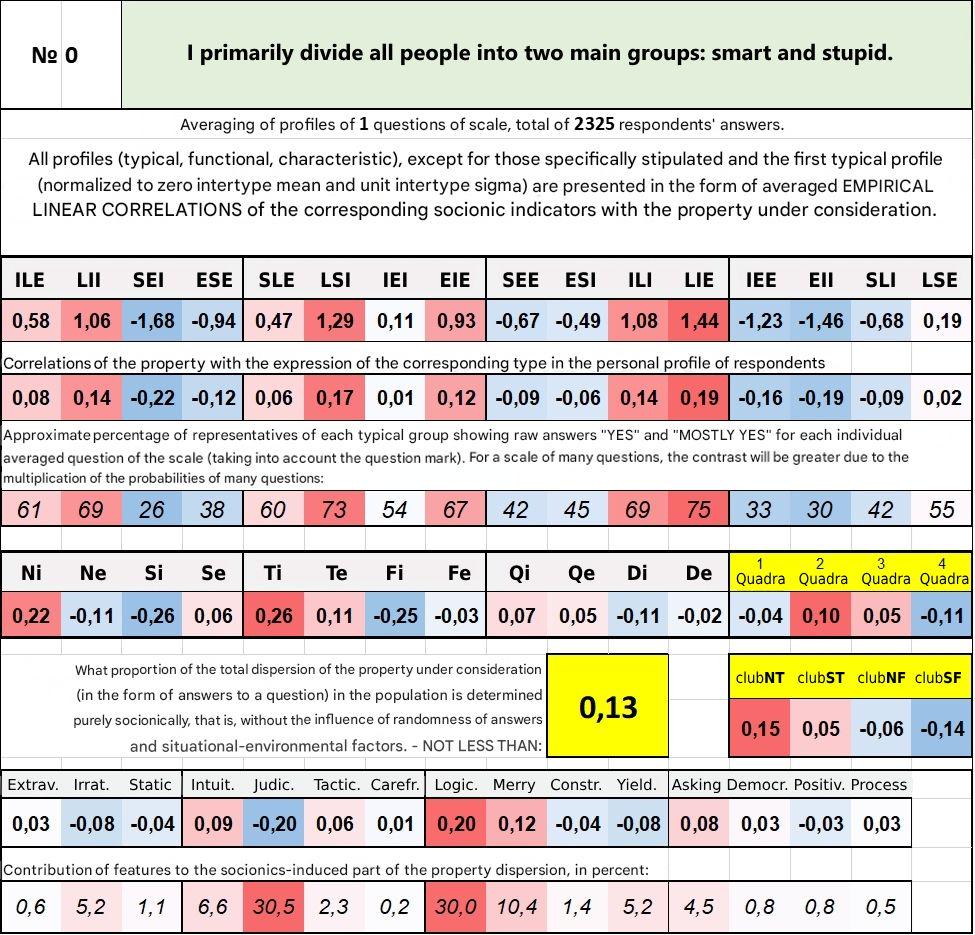 № 0
I primarily divide all people into two main groups: smart and stupid.
Averaging of profiles of 1 questions of scale, total of 2325 respondents' answers.
All profiles (typical, functional, characteristic), except for those specifically stipulated and the first typical profile
(normalized to zero intertype mean and unit intertype sigma) are presented in the form of averaged EMPIRICAL
LINEAR CORRELATIONS of the corresponding socionic indicators with the property under consideration.
ILE LII SEI ESE SLE LSI IEI EIE SEE ESI ILI LIE IEE EII SLI LSE
0,58 1,06 -1,68 -0,94 0,47 1,29 0,11 0,93 -0,67 -0,49 1,08 1,44 -1,23 -1,46 -0,68 0,19
Correlations of the property with the expression of the corresponding type in the personal profile of respondents
0,08 0,14 -0,22 -0,12 0,06 0,17 0,01 0,12 -0,09 -0,06 0,14 0,19 -0,16 -0,19 -0,09 0,02
Approximate percentage of representatives of each typical group showing raw answers "YES" and "MOSTLY YES" for each individual
averaged question of the scale (taking into account the question mark). For a scale of many questions, the contrast will be greater due to the
multiplication of the probabilities of many questions:
61 69 26 38 60 73 54 67 42 45 69 75 33 30 42 55
Ni Ne Si Se Ti Te Fi Fe Qi Qe Di De 1 Quadra 2 Quadra 3 Quadra 4 Quadra
0,22 -0,11 -0,26 0,06 0,26 0,11 -0,25 -0,03 0,07 0,05 -0,11 -0,02 -0,04 0,10 0,05 -0,11
What proportion of the total dispersion of the property under consideration
(in the form of answers to a question) in the population is determined
purely socionically, that is, without the influence of randomness of answers
and situational-environmental factors. - NOT LESS THAN:
0,13
clubNT clubST clubNF clubSF
0,15 0,05 -0,06 -0,14
Extrav. Irrat. Static Intuit. Judic. Tactic. Carefr. Logic. Merry Constr. Yield. Asking Democr. Positiv. Process
0,03 -0,08 -0,04 0,09 -0,20 0,06 0,01 0,20 0,12 -0,04 -0,08 0,08 0,03 -0,03 0,03
Contribution of features to the socionics-induced part of the property dispersion, in percent:
0,6 5,2 1,1 6,6 30,5 2,3 0,2 30,0 10,4 1,4 5,2 4,5 0,8 0,8 0,5